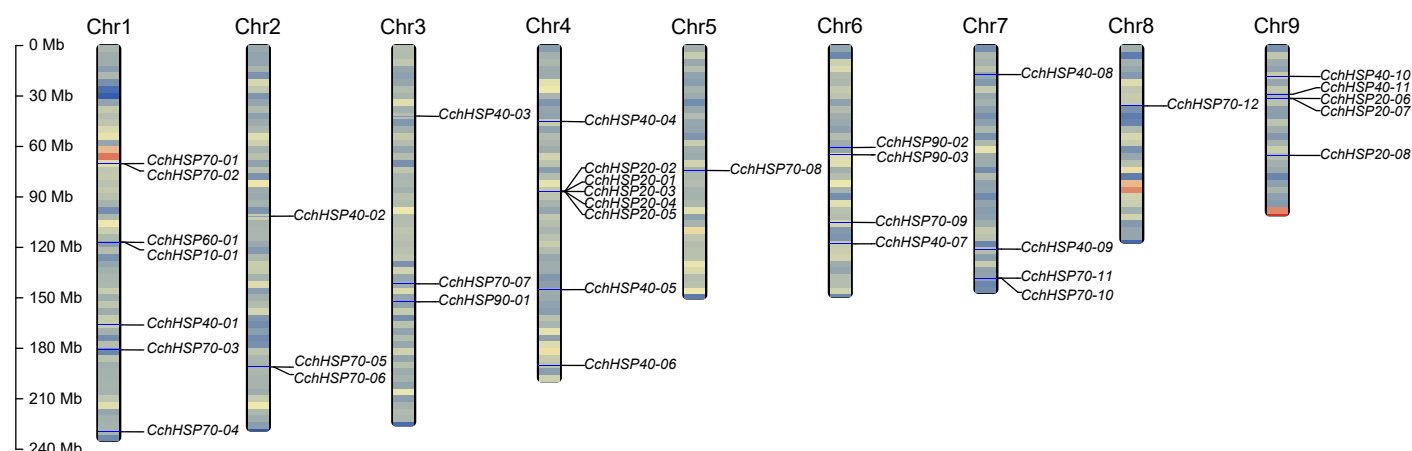 Chr1 Chr2 Chr3 Chr4 Chr5 Chr6 Chr7 Chr8 Chr9
0 Mb
30 Mb
60 Mb
90 Mb
120 Mb
150 Mb
180 Mb
210 Mb
240 Mb
CchHSP70-01
CchHSP70-02
CchHSP60-01
CchHSP10-01
CchHSP40-01
CchHSP70-03
CchHSP70-04
CchHSP40-02
CchHSP70-05
CchHSP70-06
CchHSP40-03
CchHSP70-07
CchHSP90-01
CchHSP40-04
CchHSP20-02
CchHSP20-01
CchHSP20-03
CchHSP20-04
CchHSP20-05
CchHSP40-05
CchHSP40-06
CchHSP70-08
CchHSP90-02
CchHSP90-03
CchHSP70-09
CchHSP40-07
CchHSP40-08
CchHSP40-09
CchHSP70-11
CchHSP70-10
CchHSP70-12
CchHSP40-10
CchHSP40-11
CchHSP20-06
CchHSP20-07
CchHSP20-08